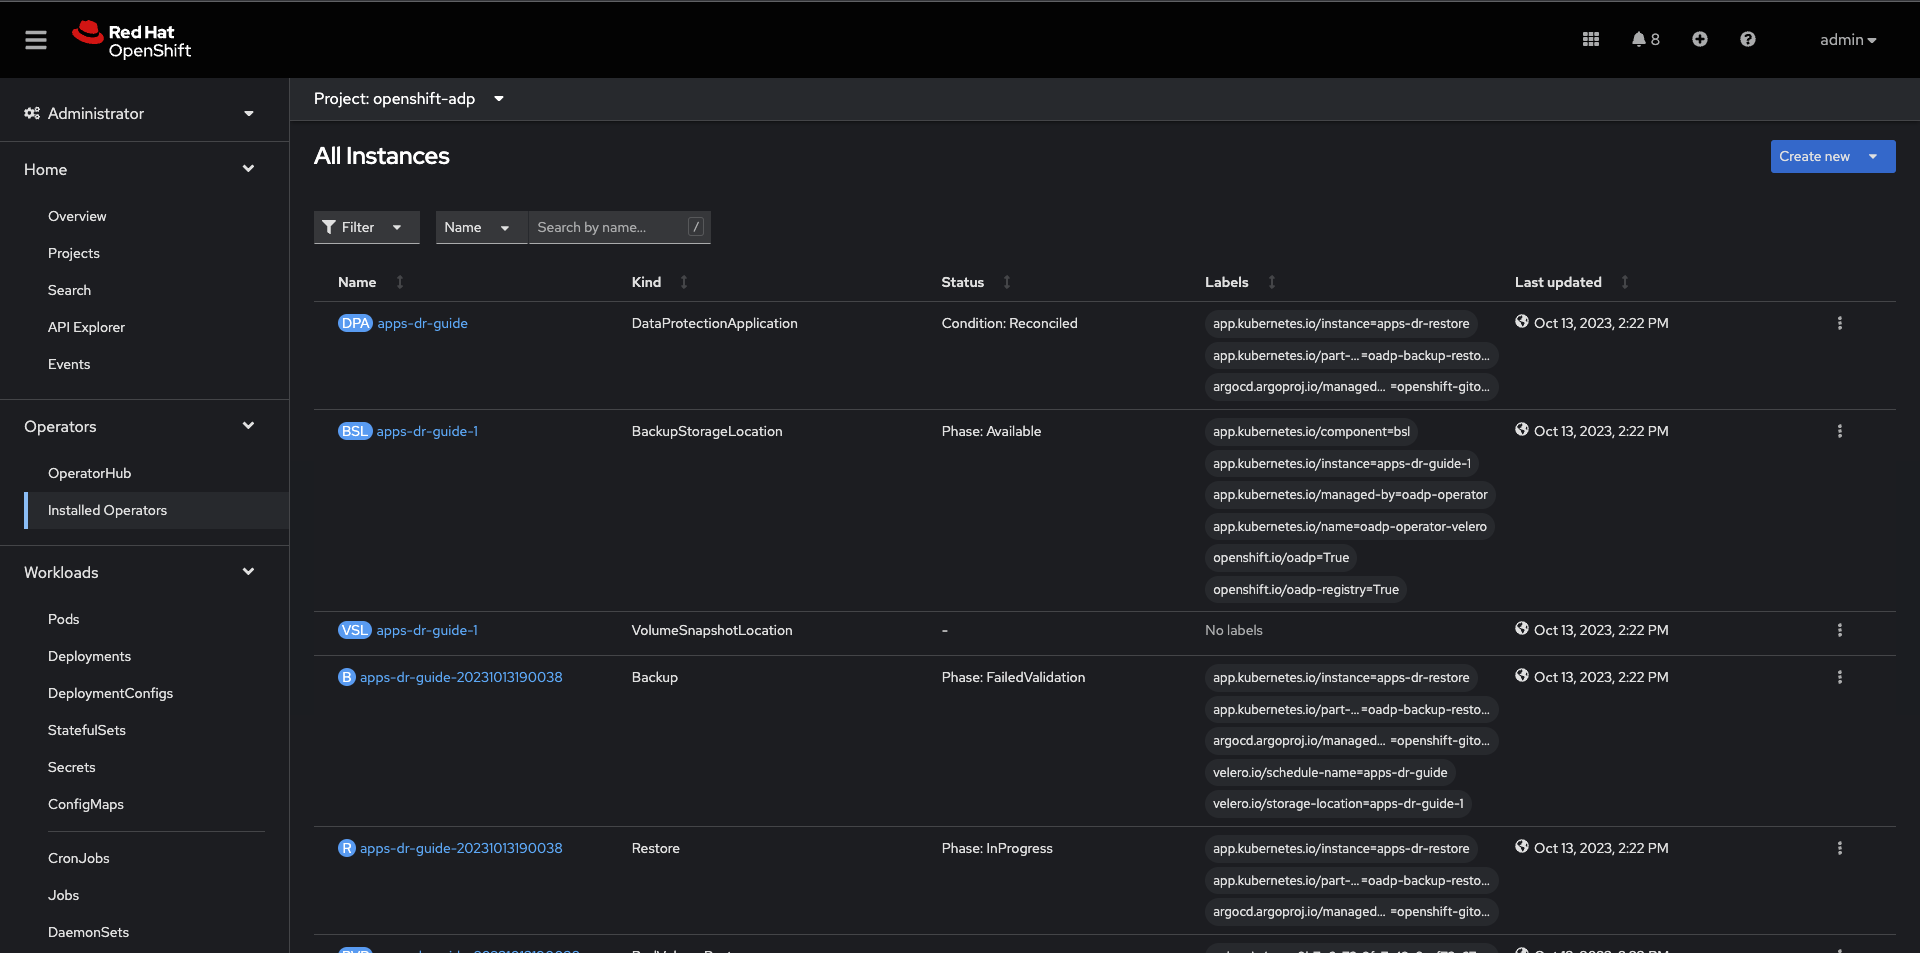 Red Hat
OpenShift
8
admin
Administrator
Home
Overview
Projects
Search
API Explorer
Events
Operators
OperatorHub
Installed Operators
Workloads
Pods
Deployments
DeploymentConfigs
StatefulSets
Secrets
ConfigMaps
CronJobs
Jobs
DaemonSets
Project: openshift-adp
All Instances
Create new
Filter
Name
Search by name...
/
Name Kind Status Labels Last updated
DPA apps-dr-guide DataProtectionApplication Condition: Reconciled app.kubernetes.io/instance=apps-dr-restore Oct 13, 2023, 2:22 PM
app.kubernetes.io/part-... =oadp-backup-resto...
argocd.argoproj.io/managed... =openshift-gito...
BSL apps-dr-guide-1 BackupStorageLocation Phase: Available app.kubernetes.io/component=bsl Oct 13, 2023, 2:22 PM
app.kubernetes.io/instance=apps-dr-guide-1
app.kubernetes.io/managed-by=oadp-operator
app.kubernetes.io/name=oadp-operator-velero
openshift.io/oadp=True
openshift.io/oadp-registry=True
VSL apps-dr-guide-1 VolumeSnapshotLocation - No labels Oct 13, 2023, 2:22 PM
B apps-dr-guide-20231013190038 Backup Phase: FailedValidation app.kubernetes.io/instance=apps-dr-restore Oct 13, 2023, 2:22 PM
app.kubernetes.io/part-... =oadp-backup-resto...
argocd.argoproj.io/managed... =openshift-gito...
velero.io/schedule-name=apps-dr-guide
velero.io/storage-location=apps-dr-guide-1
R apps-dr-guide-20231013190038 Restore Phase: InProgress app.kubernetes.io/instance=apps-dr-restore Oct 13, 2023, 2:22 PM
app.kubernetes.io/part-... =oadp-backup-resto...
argocd.argoproj.io/managed... =openshift-gito...